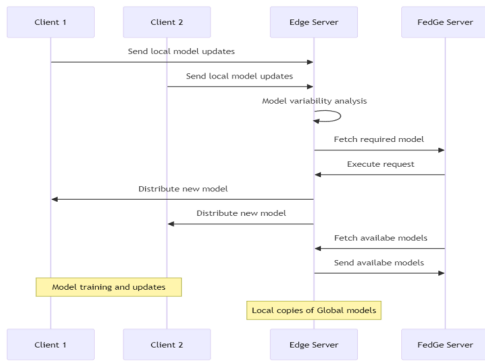 Client 1 Client 2 Edge Server FedGe Server
Send local model updates
Send local model updates
Model variability analysis
Fetch required model
Execute request
Distribute new model
Distribute new model
Fetch availabe models
Send availabe models
Model training and updates
Local copies of Global models
Client 1 Client 2 Edge Server FedGe Server